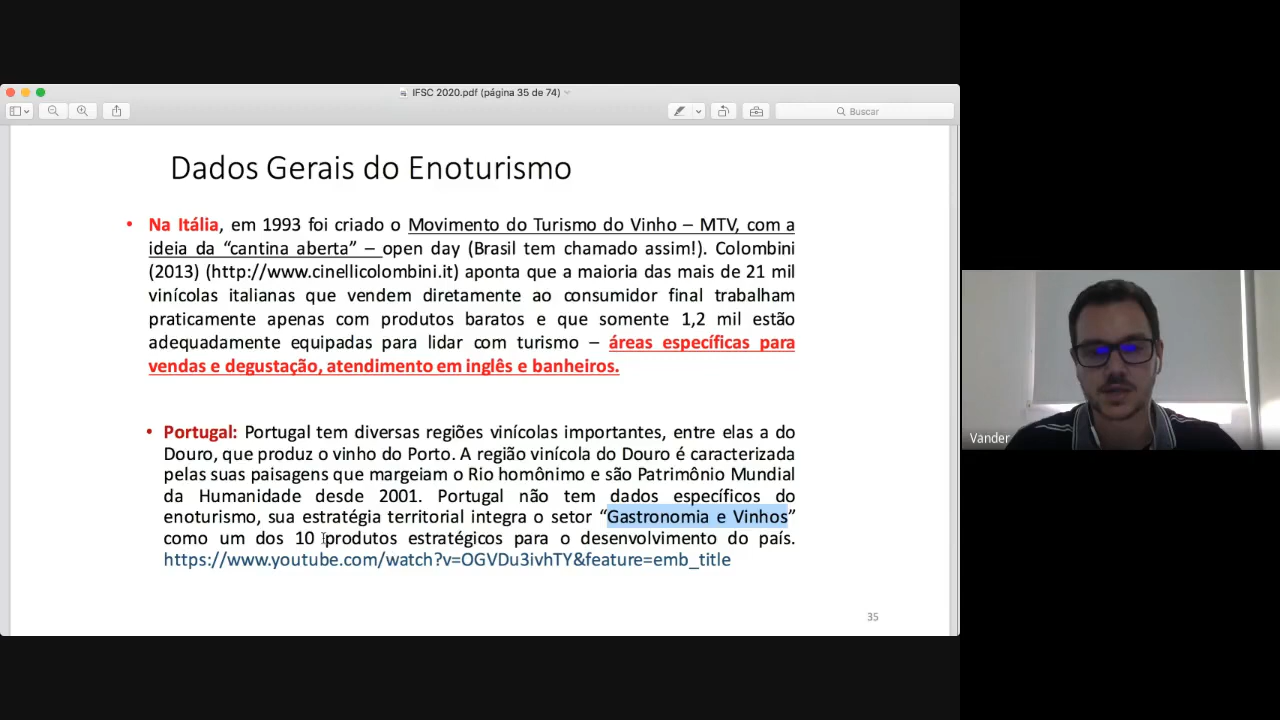 IFSC 2020.pdf (página 35 de 74)
Buscar
Dados Gerais do Enoturismo
• Na Itália, em 1993 foi criado o Movimento do Turismo do Vinho – MTV, com a
ideia da “cantina aberta” – open day (Brasil tem chamado assim!). Colombini
(2013) (http://www.cinellicolombini.it) aponta que a maioria das mais de 21 mil
vinícolas italianas que vendem diretamente ao consumidor final trabalham
praticamente apenas com produtos baratos e que somente 1,2 mil estão
adequadamente equipadas para lidar com turismo – áreas específicas para
vendas e degustação, atendimento em inglês e banheiros.
• Portugal: Portugal tem diversas regiões vinícolas importantes, entre elas a do
Douro, que produz o vinho do Porto. A região vinícola do Douro é caracterizada
pelas suas paisagens que margeiam o Rio homônimo e são Patrimônio Mundial
da Humanidade desde 2001. Portugal não tem dados específicos do
enoturismo, sua estratégia territorial integra o setor “Gastronomia e Vinhos”
como um dos 10 produtos estratégicos para o desenvolvimento do país.
https://www.youtube.com/watch?v=OGVDu3ivhTY&feature=emb_title
35
Vander